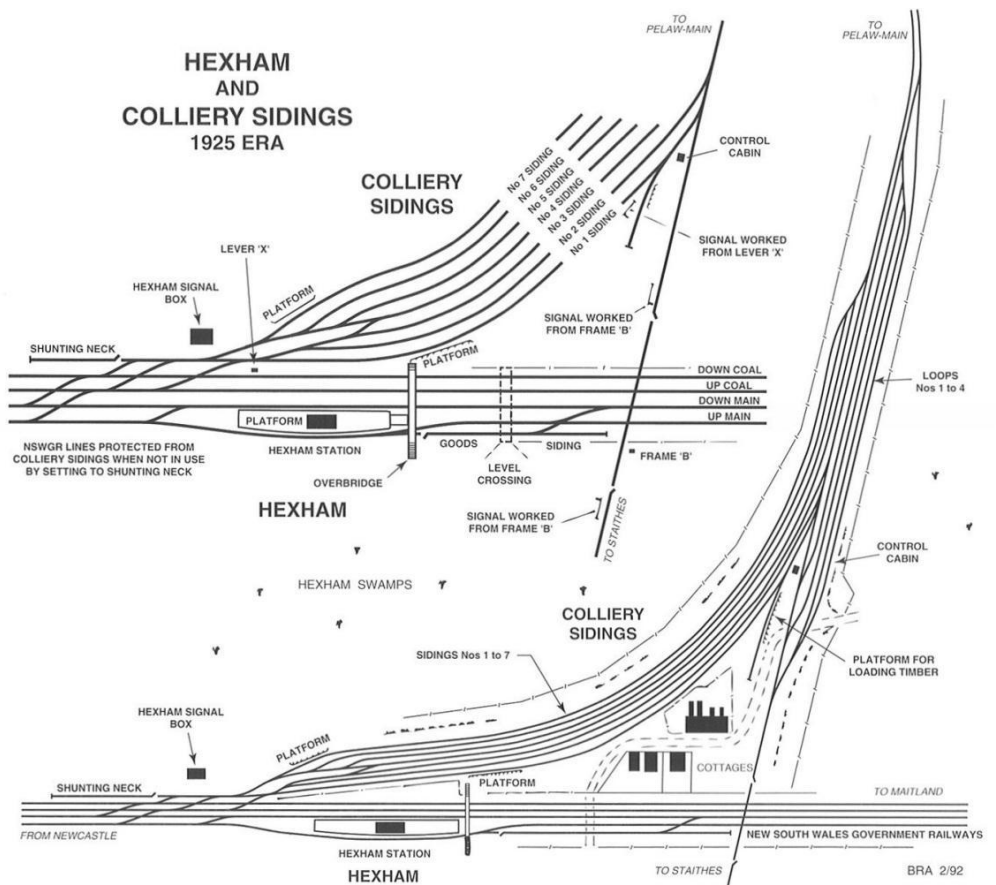 HEXHAM
AND
COLLIERY SIDINGS
1925 ERA
TO
PELAW-MAIN
TO
PELAW-MAIN
COLLIERY
SIDINGS
No 7 SIDING
No 6 SIDING
No 5 SIDING
No 4 SIDING
No 3 SIDING
No 2 SIDING
No 1 SIDING
CONTROL
CABIN
SIGNAL WORKED
FROM LEVER 'X'
LEVER 'X'
HEXHAM SIGNAL
BOX
PLATFORM
SIGNAL WORKED
FROM FRAME 'B'
SHUNTING NECK
PLATFORM
DOWN COAL
UP COAL
DOWN MAIN
UP MAIN
LOOPS
Nos 1 to 4
PLATFORM
HEXHAM STATION
GOODS
SIDING
NSWGR LINES PROTECTED FROM
COLLIERY SIDINGS WHEN NOT IN USE
BY SETTING TO SHUNTING NECK
OVERBRIDGE
LEVEL
CROSSING
FRAME 'B'
HEXHAM
SIGNAL WORKED
FROM FRAME 'B'
TO STAITHES
CONTROL
CABIN
HEXHAM SWAMPS
COLLIERY
SIDINGS
SIDINGS Nos 1 to 7
PLATFORM FOR
LOADING TIMBER
HEXHAM SIGNAL
BOX
PLATFORM
COTTAGES
SHUNTING NECK
PLATFORM
TO MAITLAND
FROM NEWCASTLE
NEW SOUTH WALES GOVERNMENT RAILWAYS
HEXHAM STATION
HEXHAM
TO STAITHES
BRA 2/92